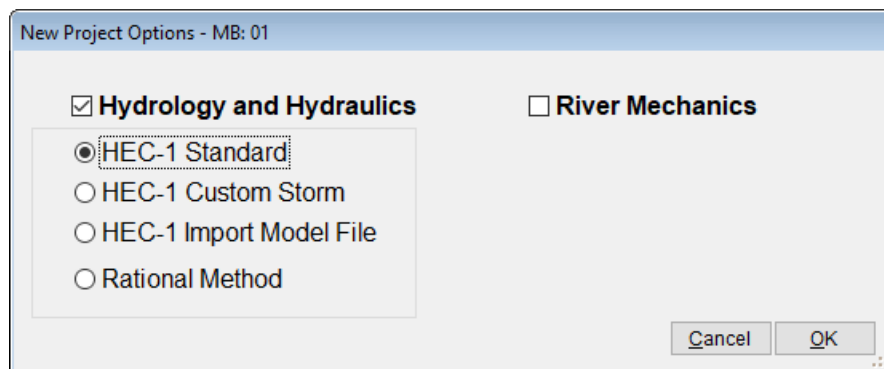 New Project Options - MB: 01
Hydrology and Hydraulics
River Mechanics
HEC-1 Standard
HEC-1 Custom Storm
HEC-1 Import Model File
Rational Method
Cancel
OK